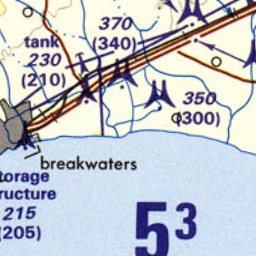 370
(340)
tank
230
(210)
350
(300)
breakwaters
torage
ructure
215
(205)
5³